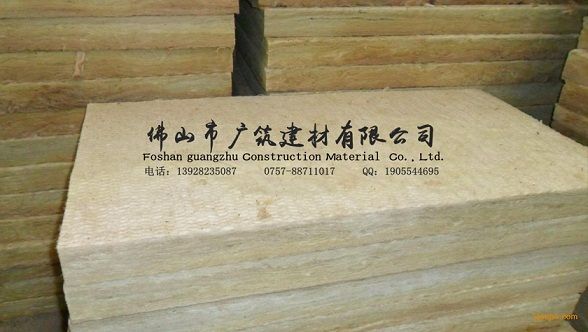 佛山市广筑建材有限公司
Foshan guangzhu Construction Material Co.,Ltd.
电话：13928235087 0757-88711017 QQ：1905544695